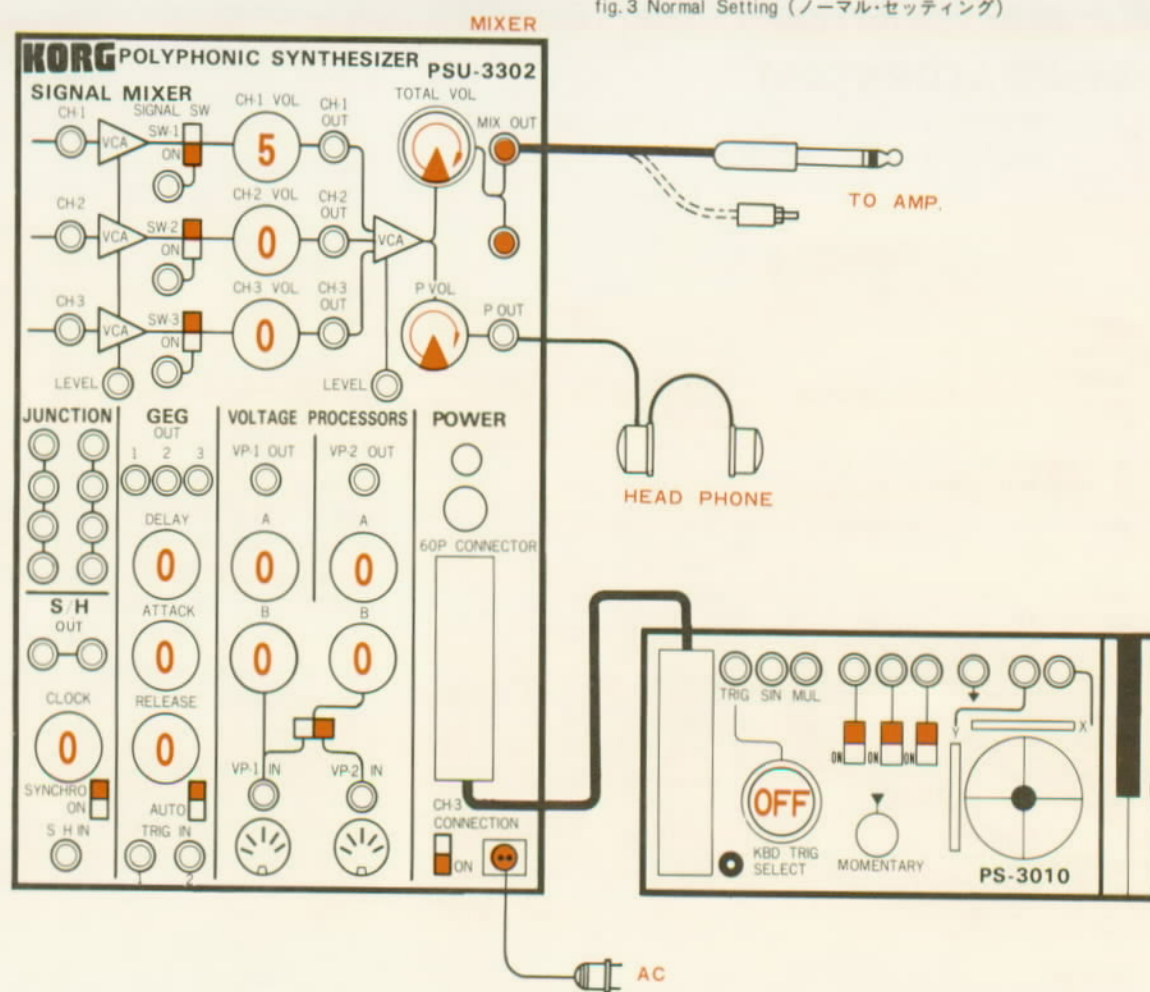 fig.3 Normal Setting (ノーマル・セッティング)
MIXER
KORG POLYPHONIC SYNTHESIZER PSU-3302
SIGNAL MIXER
CH-1
VCA
SIGNAL SW
SW-1
ON
CH-1 VOL
5
CH-1
OUT
TOTAL VOL
MIX OUT
TO AMP.
CH-2
VCA
SW-2
ON
CH-2 VOL
0
CH-2
OUT
VCA
CH-3
VCA
SW-3
ON
CH-3 VOL
0
CH-3
OUT
P VOL
P OUT
LEVEL
LEVEL
HEAD PHONE
JUNCTION
S/H
OUT
CLOCK
0
SYNCHRO
ON
S H IN
GEG
OUT
1 2 3
DELAY
0
ATTACK
0
RELEASE
0
AUTO
TRIG IN
1 2
VOLTAGE PROCESSORS
VP-1 OUT
A
0
B
0
VP-1 IN
VP-2 OUT
A
0
B
0
VP-2 IN
POWER
60P CONNECTOR
CH-3
CONNECTION
ON
AC
TRIG SIN MUL
OFF
KBD TRIG
SELECT
ON ON ON
MOMENTARY
Y
X
PS-3010